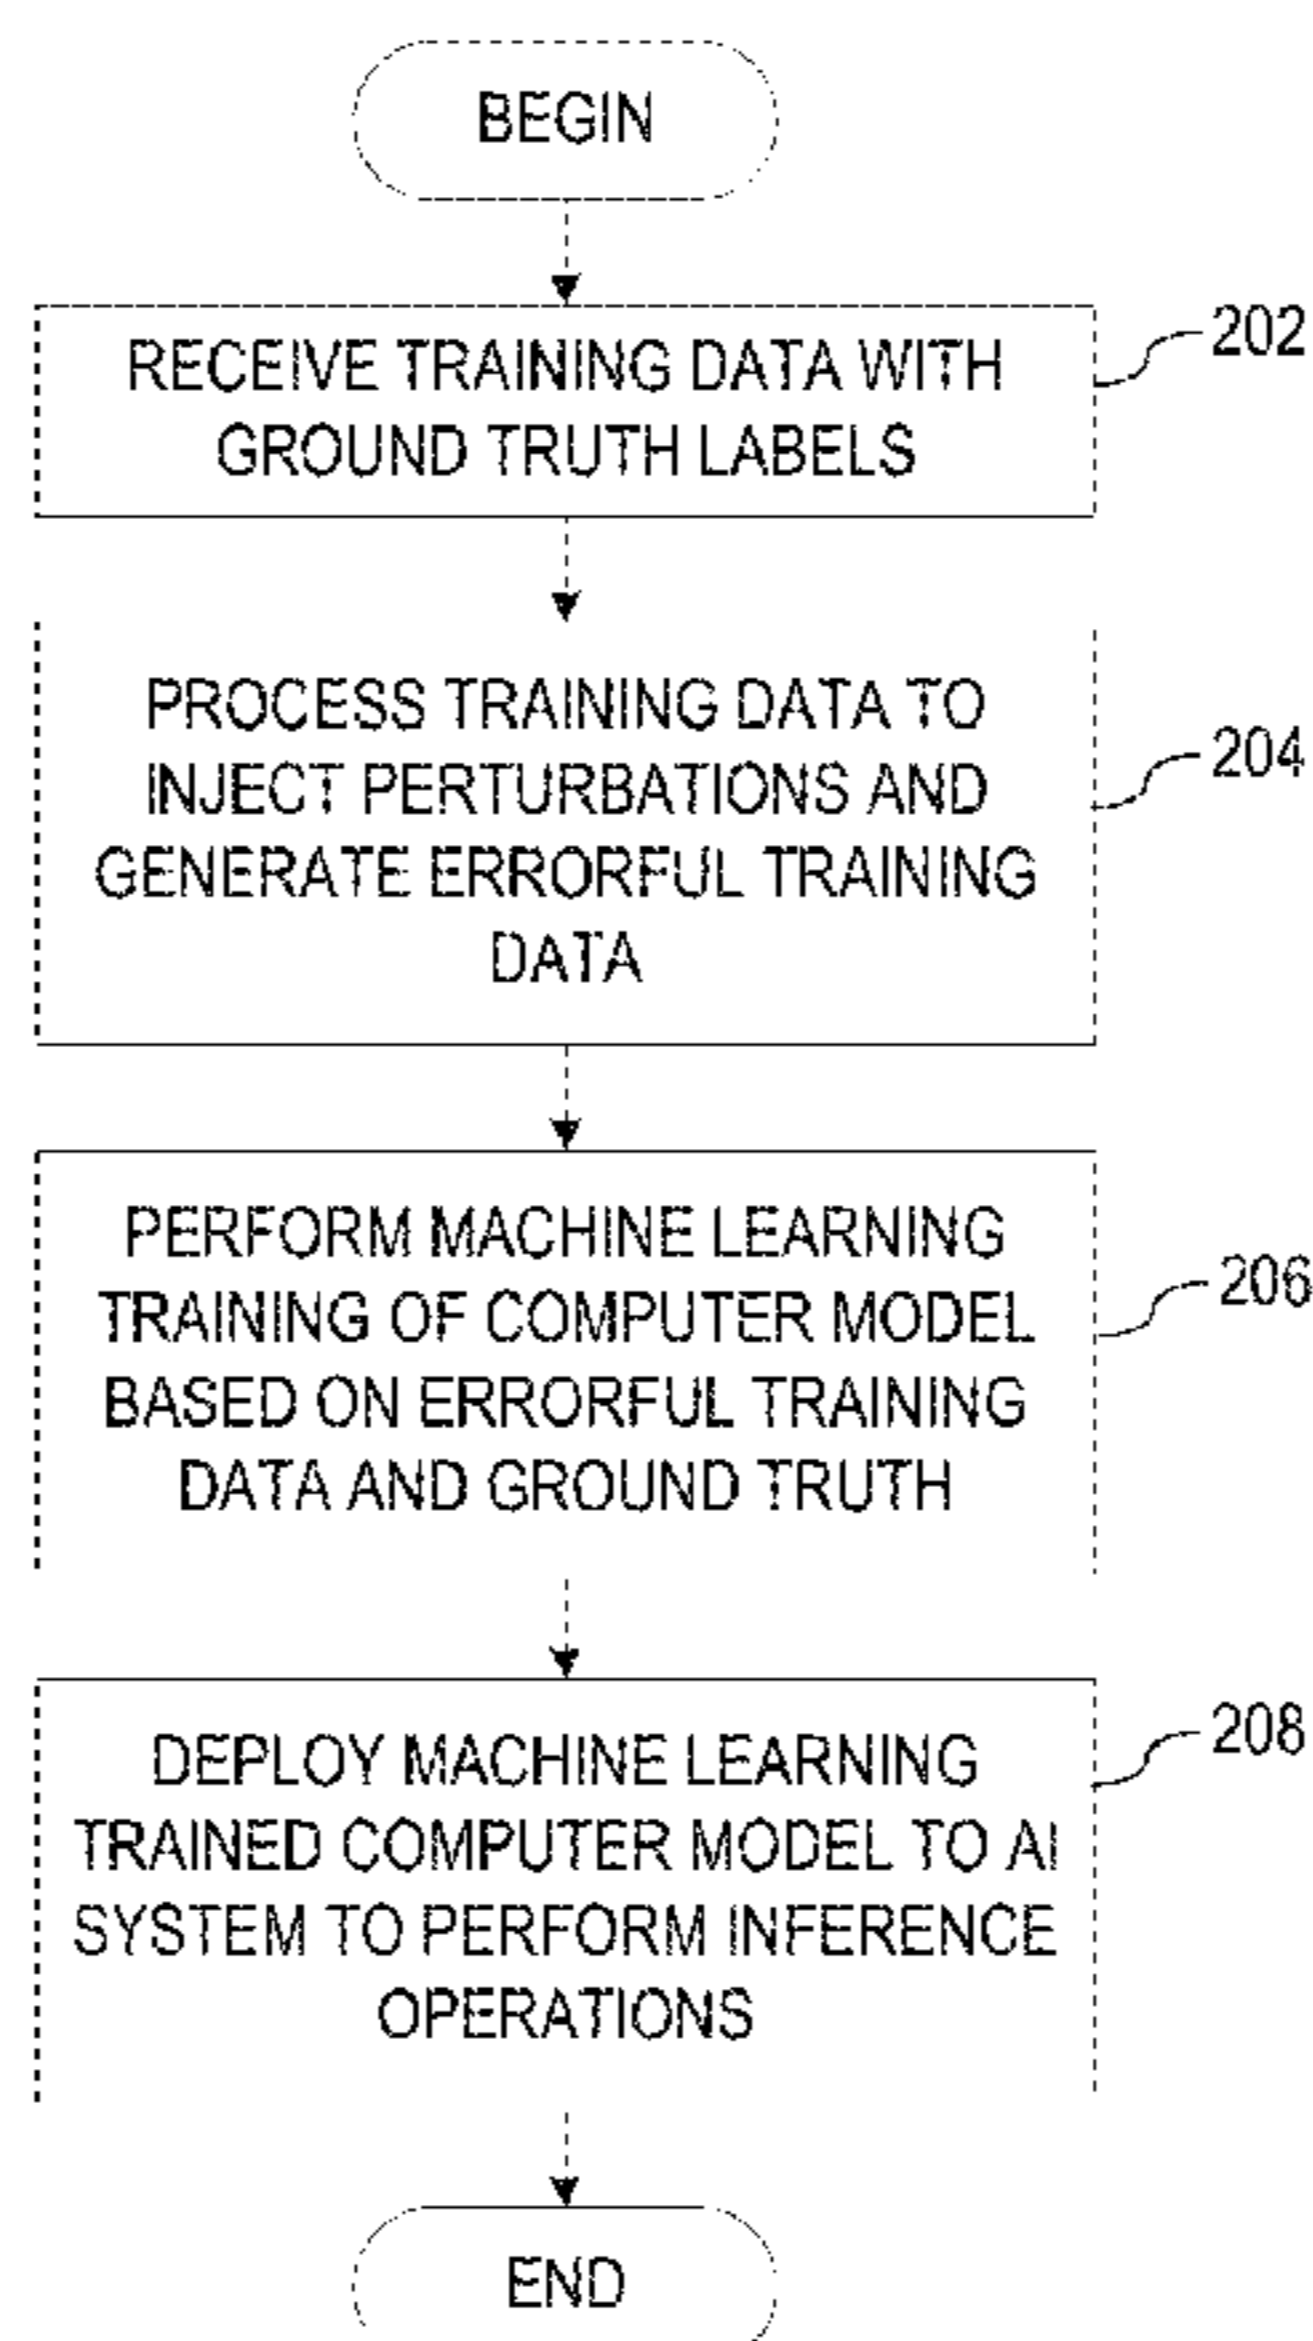 BEGIN
RECEIVE TRAINING DATA WITH
GROUND TRUTH LABELS
202
PROCESS TRAINING DATA TO
INJECT PERTURBATIONS AND
GENERATE ERRORFUL TRAINING
DATA
204
PERFORM MACHINE LEARNING
TRAINING OF COMPUTER MODEL
BASED ON ERRORFUL TRAINING
DATA AND GROUND TRUTH
206
DEPLOY MACHINE LEARNING
TRAINED COMPUTER MODEL TO AI
SYSTEM TO PERFORM INFERENCE
OPERATIONS
208
END